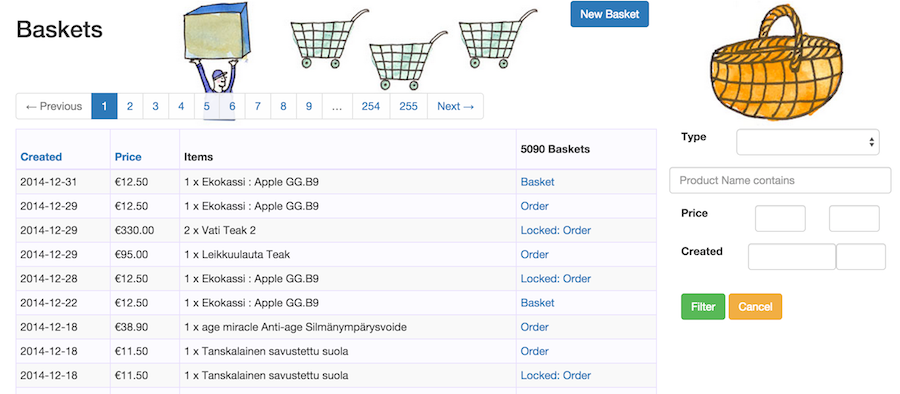 Baskets
New Basket
← Previous 1 2 3 4 5 6 7 8 9 … 254 255 Next →
Created Price Items 5090 Baskets
2014-12-31 €12.50 1 x Ekokassi : Apple GG.B9 Basket
2014-12-29 €12.50 1 x Ekokassi : Apple GG.B9 Order
2014-12-29 €330.00 2 x Vati Teak 2 Locked: Order
2014-12-29 €95.00 1 x Leikkuulauta Teak Order
2014-12-28 €12.50 1 x Ekokassi : Apple GG.B9 Locked: Order
2014-12-22 €12.50 1 x Ekokassi : Apple GG.B9 Basket
2014-12-18 €38.90 1 x age miracle Anti-age Silmänympärysvoide Order
2014-12-18 €11.50 1 x Tanskalainen savustettu suola Order
2014-12-18 €11.50 1 x Tanskalainen savustettu suola Locked: Order
Type
Product Name contains
Price
Created
Filter Cancel